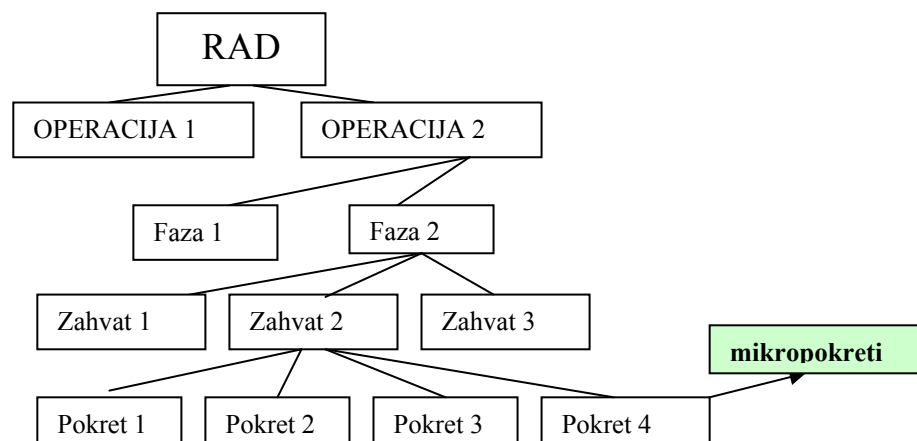 RAD
OPERACIJA 1
OPERACIJA 2
Faza 1
Faza 2
Zahvat 1
Zahvat 2
Zahvat 3
mikropokreti
Pokret 1
Pokret 2
Pokret 3
Pokret 4